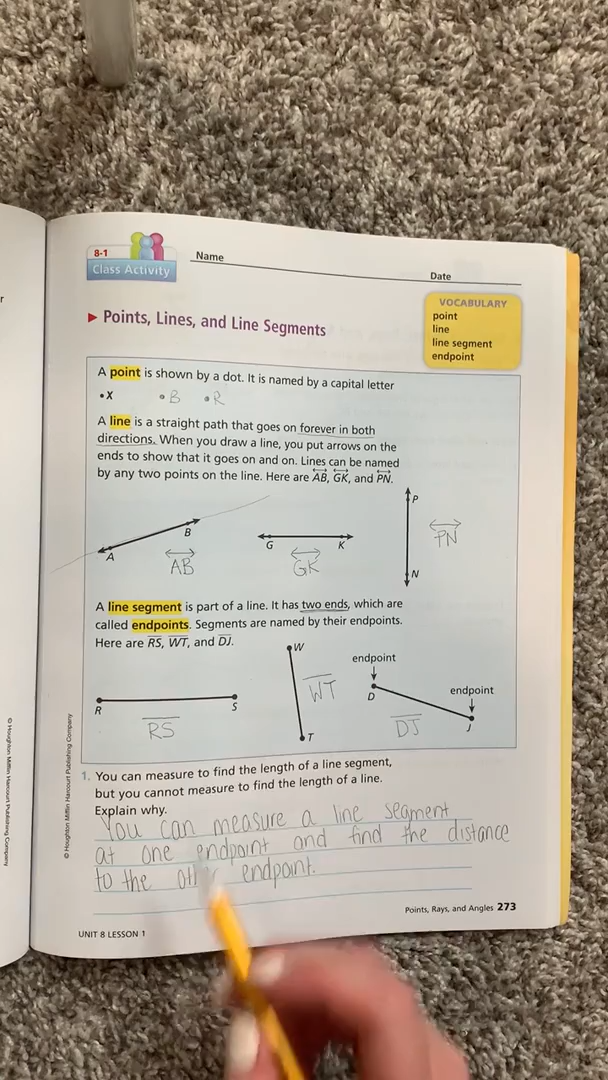 r
8-1
Class Activity
Name
Date
▶ Points, Lines, and Line Segments
VOCABULARY
point
line
line segment
endpoint
A point is shown by a dot. It is named by a capital letter
•X •B •R
A line is a straight path that goes on forever in both
directions. When you draw a line, you put arrows on the
ends to show that it goes on and on. Lines can be named
by any two points on the line. Here are AB, GK, and PN.
P
B
A
G K
N
AB
GK
PN
A line segment is part of a line. It has two ends, which are
called endpoints. Segments are named by their endpoints.
Here are RS, WT, and DJ.
W
endpoint
endpoint
R S
D
J
T
RS
WT
DJ
1. You can measure to find the length of a line segment,
but you cannot measure to find the length of a line.
Explain why.
You can measure a line segment
at one endpoint and find the distance
to the other endpoint.
Points, Rays, and Angles 273
UNIT 8 LESSON 1
© Houghton Mifflin Harcourt Publishing Company
© Houghton Mifflin Harcourt Publishing Company